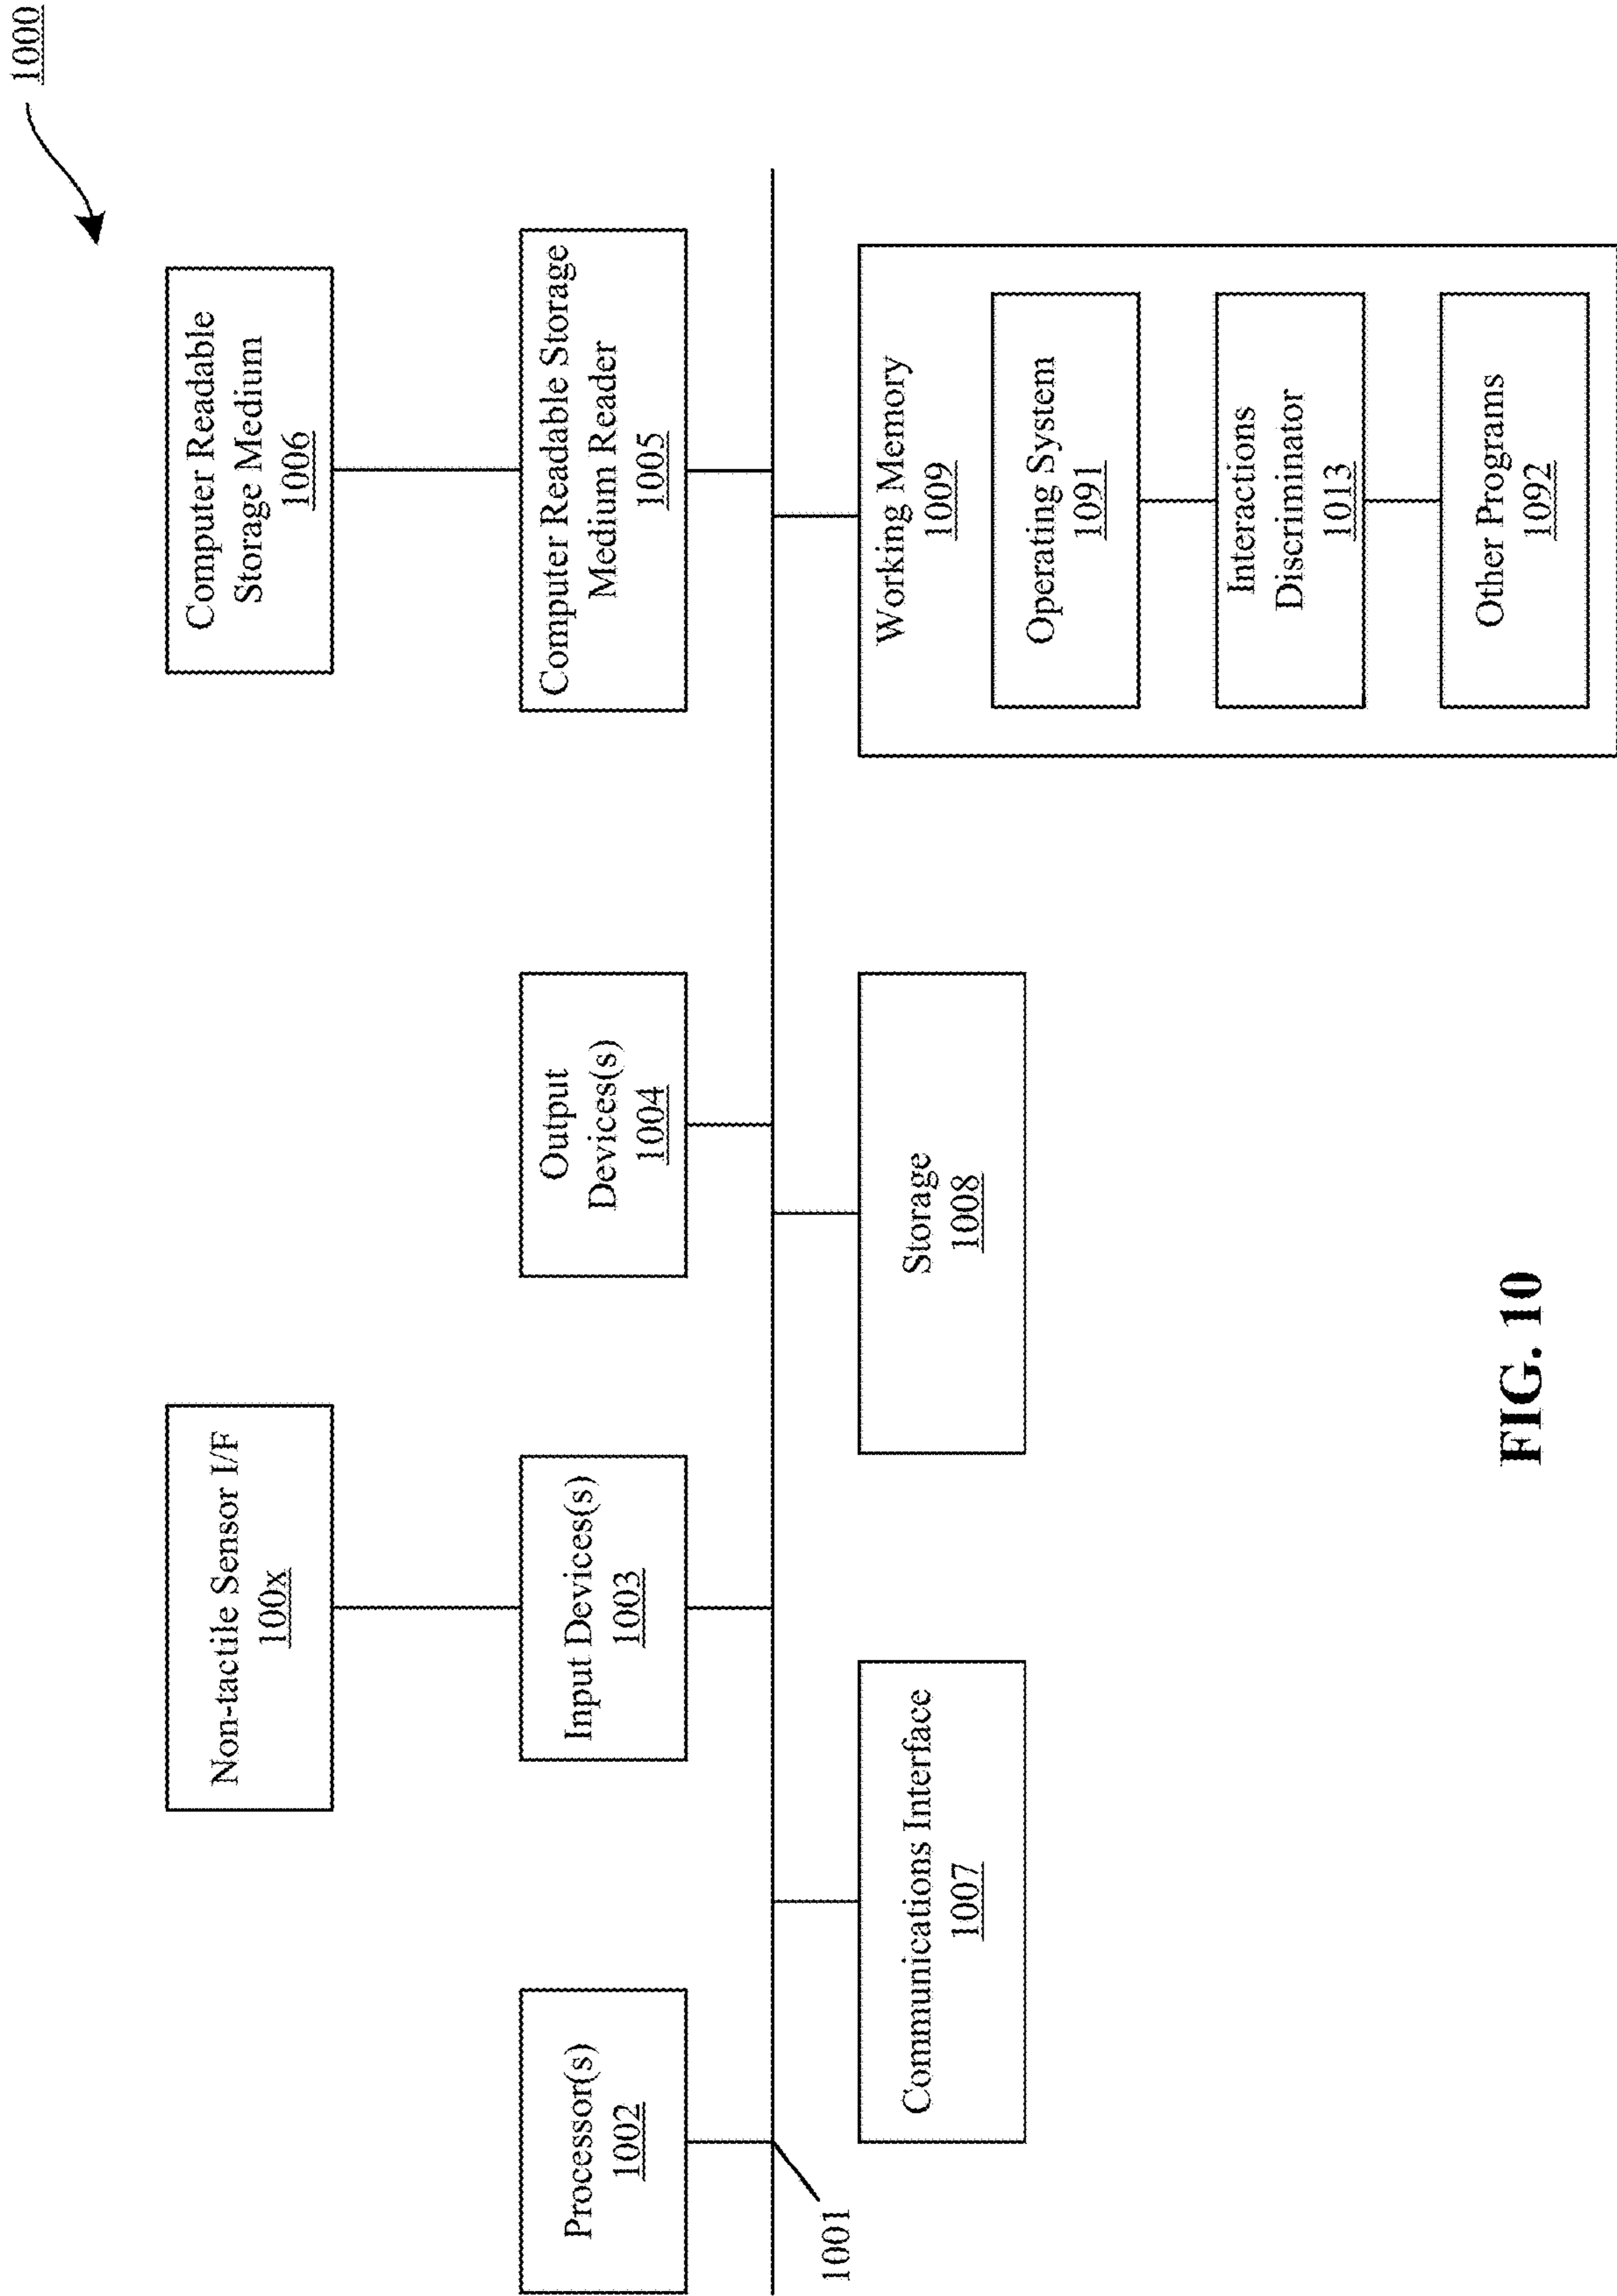 1000
Computer Readable
Storage Medium
1006
Non-tactile Sensor I/F
100x
Processor(s)
1002
Input Devices(s)
1003
Output
Devices(s)
1004
Computer Readable Storage
Medium Reader
1005
1001
Communications Interface
1007
Storage
1008
Working Memory
1009
Operating System
1091
Interactions
Discriminator
1013
Other Programs
1092
FIG. 10